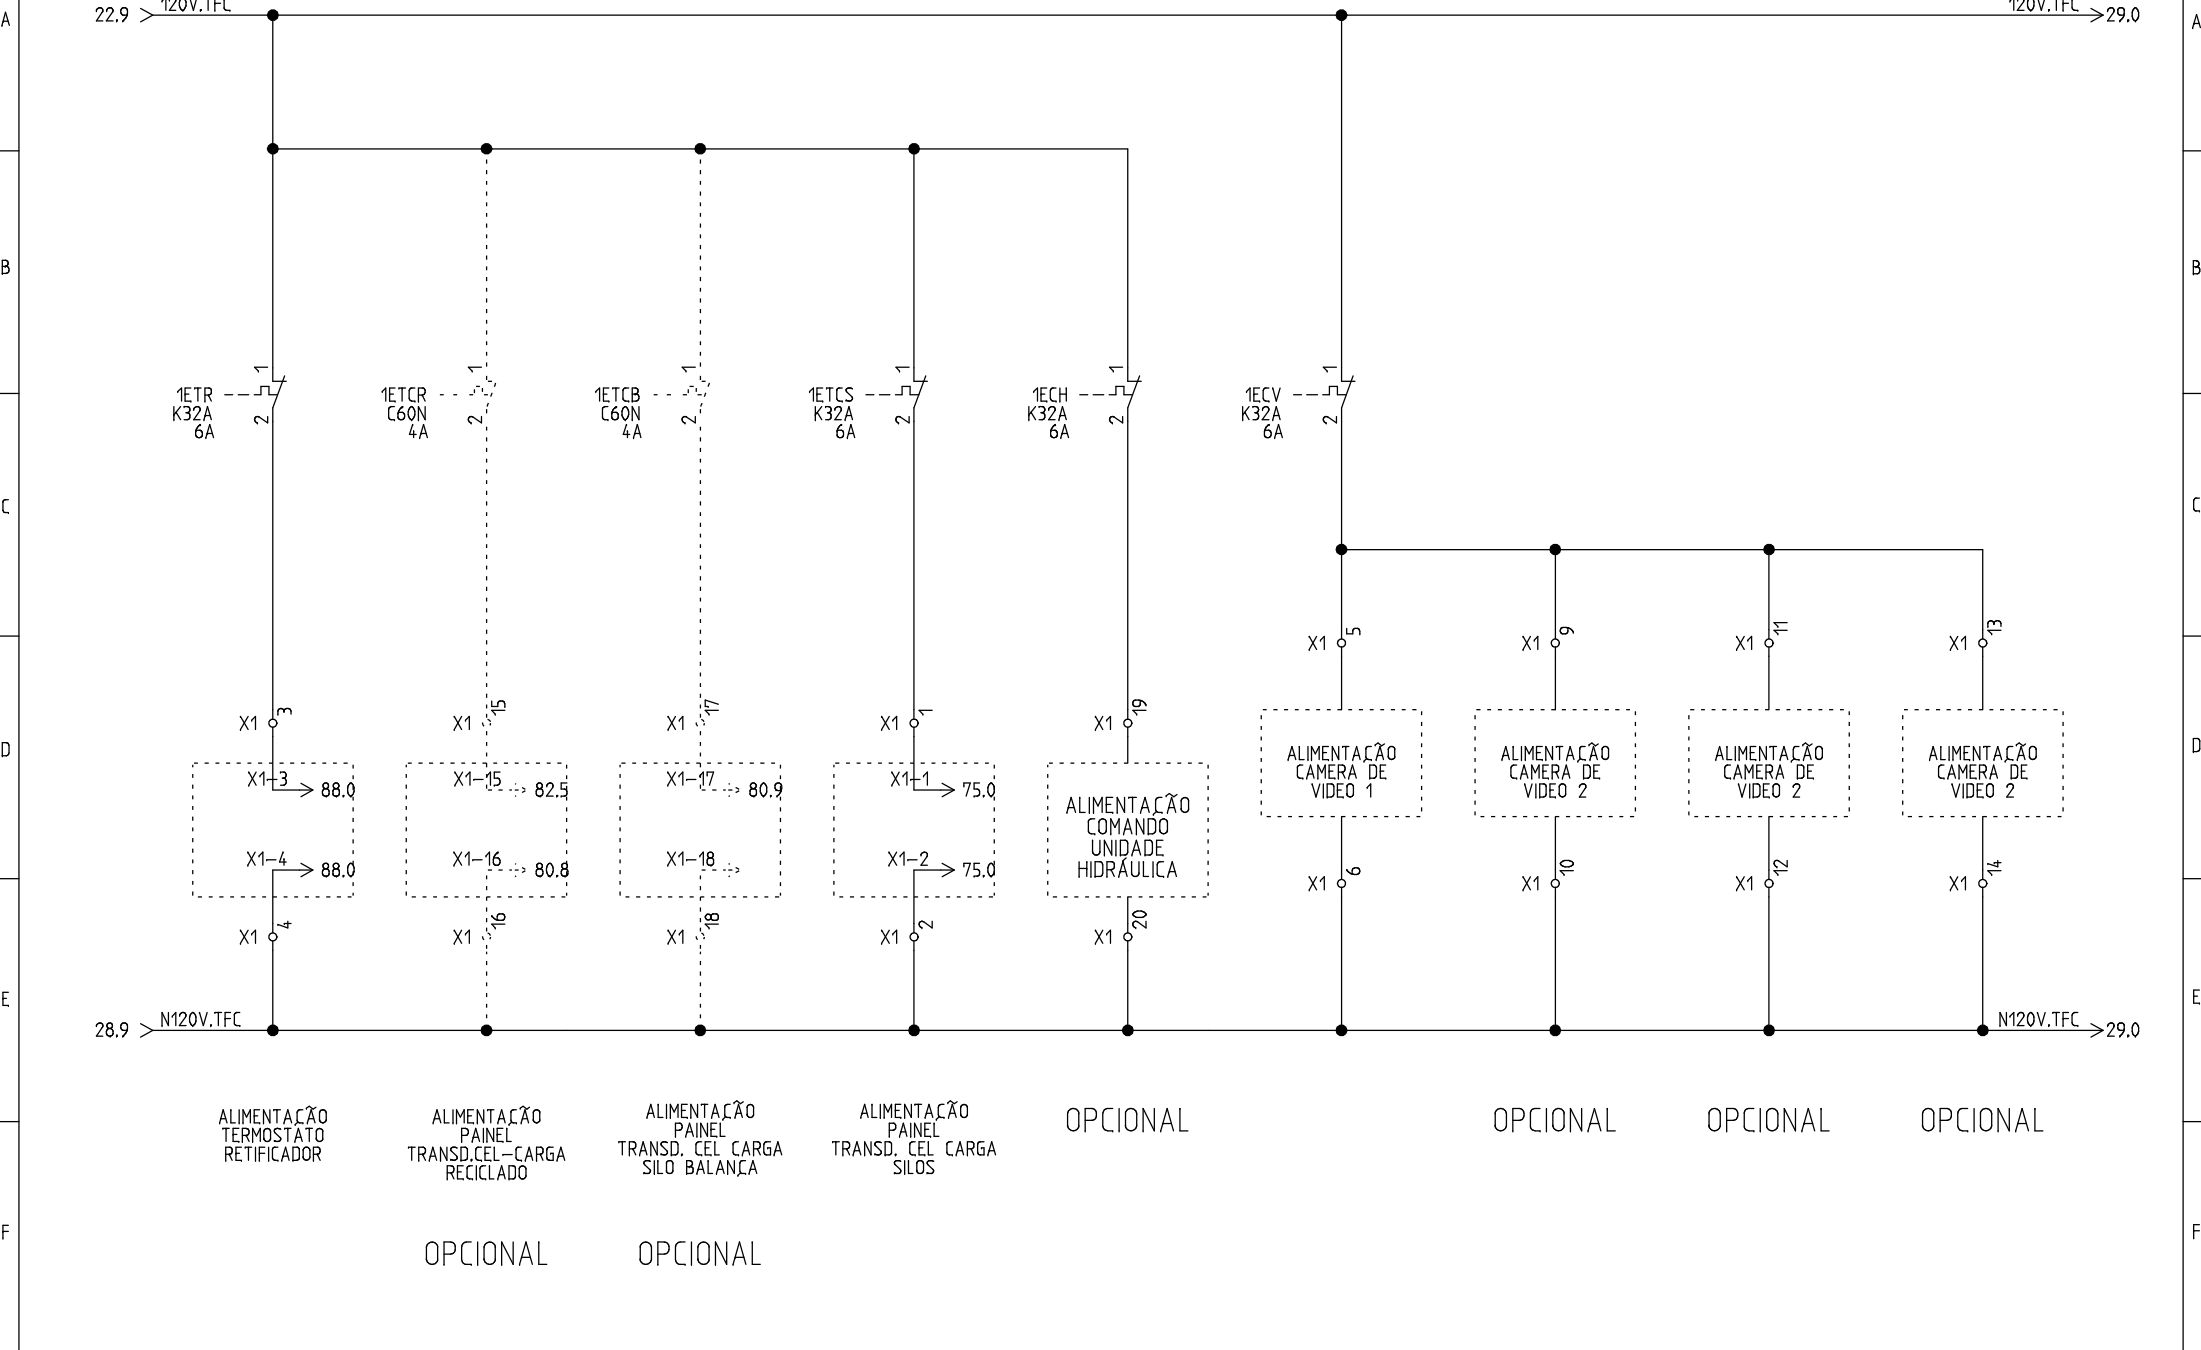 A
22.9
120V.TFC
120V.TFC
29.0
A
B
B
1
1ETR
K32A
6A
2
1
1ETCR
C60N
4A
2
1
1ETCB
C60N
4A
2
1
1ETCS
K32A
6A
2
1
1ECH
K32A
6A
2
1
1ECV
K32A
6A
2
C
C
X1 5
X1 9
X1 11
X1 13
X1 3
X1 15
X1 17
X1 1
X1 19
D
D
X1-3
88.0
X1-4
88.0
X1-15
82.5
X1-16
80.8
X1-17
80.9
X1-18
X1-1
75.0
X1-2
75.0
ALIMENTAÇÃO
COMANDO
UNIDADE
HIDRÁULICA
ALIMENTAÇÃO
CAMERA DE
VIDEO 1
ALIMENTAÇÃO
CAMERA DE
VIDEO 2
ALIMENTAÇÃO
CAMERA DE
VIDEO 2
ALIMENTAÇÃO
CAMERA DE
VIDEO 2
X1 6
X1 10
X1 12
X1 14
X1 4
X1 16
X1 18
X1 2
X1 20
E
E
28.9
N120V.TFC
N120V.TFC
29.0
ALIMENTAÇÃO
TERMOSTATO
RETIFICADOR
ALIMENTAÇÃO
PAINEL
TRANSD.CEL-CARGA
RECICLADO
OPCIONAL
ALIMENTAÇÃO
PAINEL
TRANSD. CEL CARGA
SILO BALANÇA
OPCIONAL
ALIMENTAÇÃO
PAINEL
TRANSD. CEL CARGA
SILOS
OPCIONAL
OPCIONAL
OPCIONAL
OPCIONAL
F
F